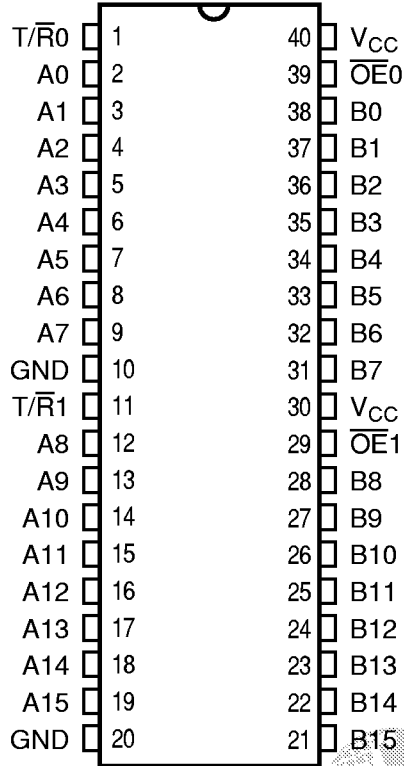 T/R̅0 1 40 VCC
A0 2 39 O̅E̅0
A1 3 38 B0
A2 4 37 B1
A3 5 36 B2
A4 6 35 B3
A5 7 34 B4
A6 8 33 B5
A7 9 32 B6
GND 10 31 B7
T/R̅1 11 30 VCC
A8 12 29 O̅E̅1
A9 13 28 B8
A10 14 27 B9
A11 15 26 B10
A12 16 25 B11
A13 17 24 B12
A14 18 23 B13
A15 19 22 B14
GND 20 21 B15